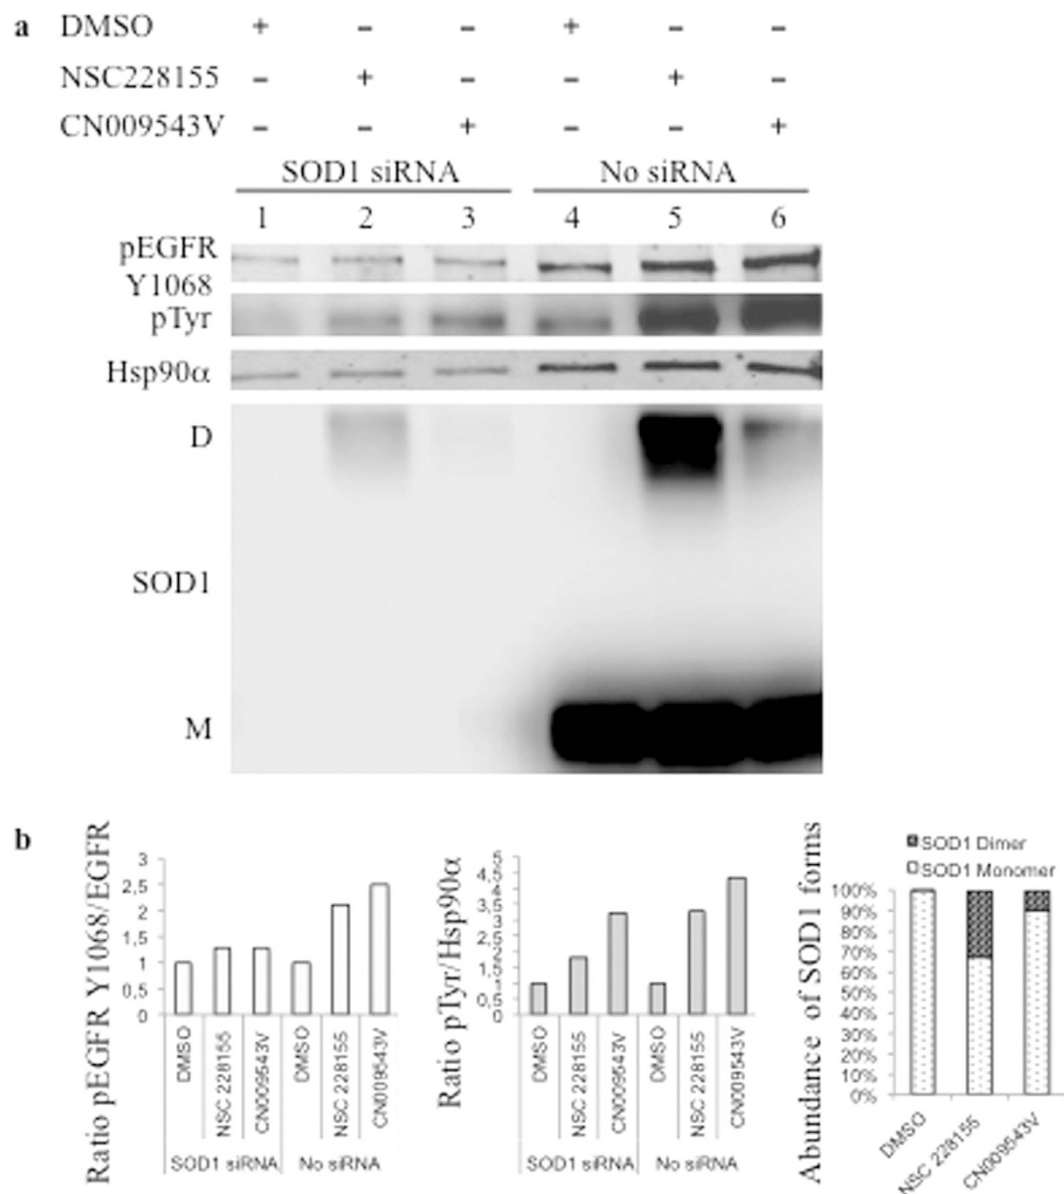 a DMSO + – – + – –
NSC228155 – + – – + –
CN009543V – – + – – +
SOD1 siRNA No siRNA
1 2 3 4 5 6
pEGFR
Y1068
pTyr
Hsp90α
D
SOD1
M
b
Ratio pEGFR Y1068/EGFR
3
2,5
2
1,5
1
0,5
0
DMSO
NSC 228155
CN009543V
DMSO
NSC 228155
CN009543V
SOD1 siRNA No siRNA
Ratio pTyr/Hsp90α
4,5
4
3,5
3
2,5
2
1,5
1
0,5
0
DMSO
NSC 228155
CN009543V
DMSO
NSC 228155
CN009543V
SOD1 siRNA No siRNA
Abundance of SOD1 forms
SOD1 Dimer
SOD1 Monomer
100%
90%
80%
70%
60%
50%
40%
30%
20%
10%
0%
DMSO
NSC 228155
CN009543V